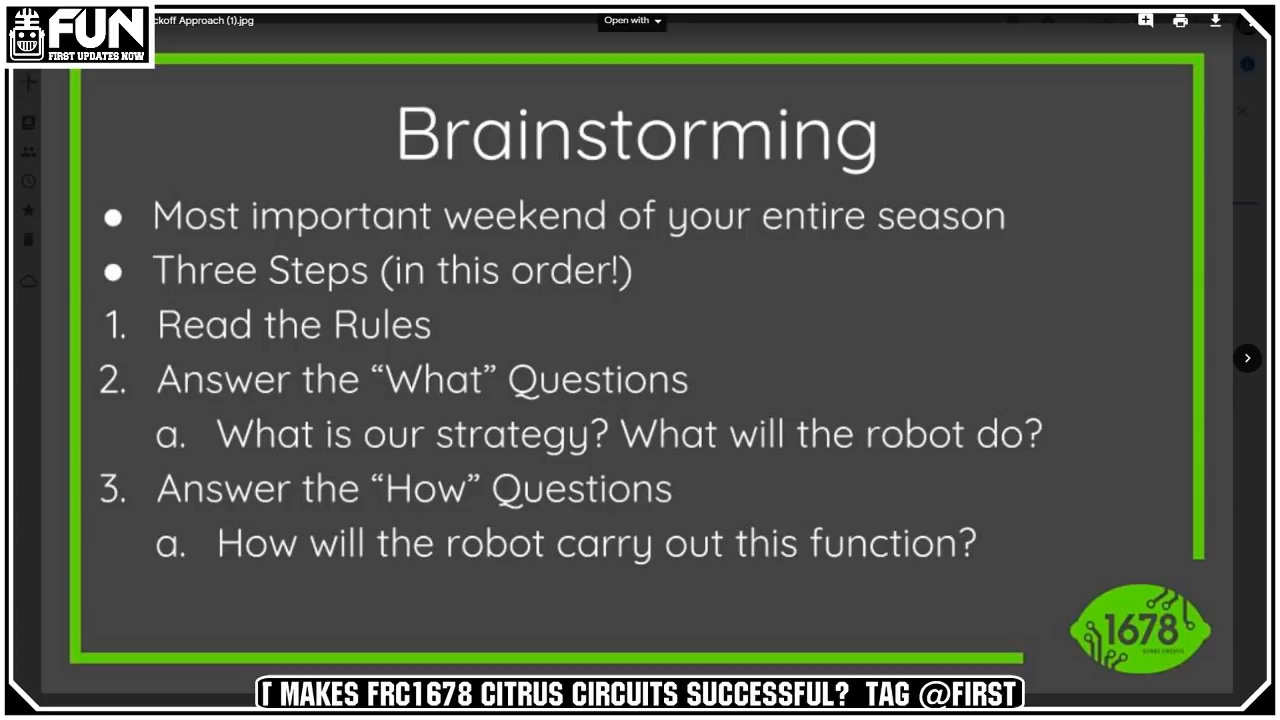 FUN
FIRST UPDATES NOW
ckoff Approach (1).jpg
Open with
Brainstorming
● Most important weekend of your entire season
● Three Steps (in this order!)
1. Read the Rules
2. Answer the “What” Questions
a. What is our strategy? What will the robot do?
3. Answer the “How” Questions
a. How will the robot carry out this function?
1678
MAKES FRC1678 CITRUS CIRCUITS SUCCESSFUL? TAG @FIRST